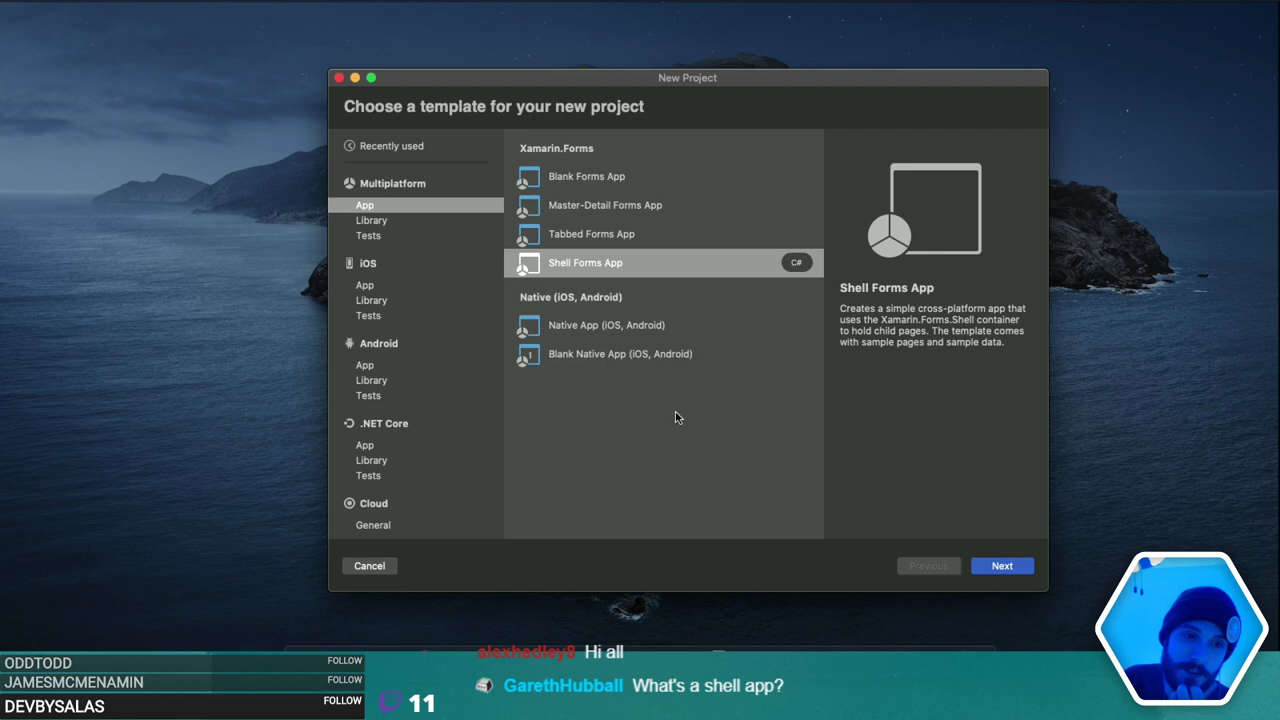 New Project
Choose a template for your new project
Recently used
Multiplatform
App
Library
Tests
iOS
App
Library
Tests
Android
App
Library
Tests
.NET Core
App
Library
Tests
Cloud
General
Xamarin.Forms
Blank Forms App
Master-Detail Forms App
Tabbed Forms App
Shell Forms App
C#
Native (iOS, Android)
Native App (iOS, Android)
Blank Native App (iOS, Android)
Shell Forms App
Creates a simple cross-platform app that
uses the Xamarin.Forms.Shell container
to hold child pages. The template comes
with sample pages and sample data.
Cancel
Previous
Next
ODDTODD FOLLOW
JAMESMCMENAMIN FOLLOW
DEVBYSALAS FOLLOW
11
alexhedley8 Hi all
GarethHubball What's a shell app?